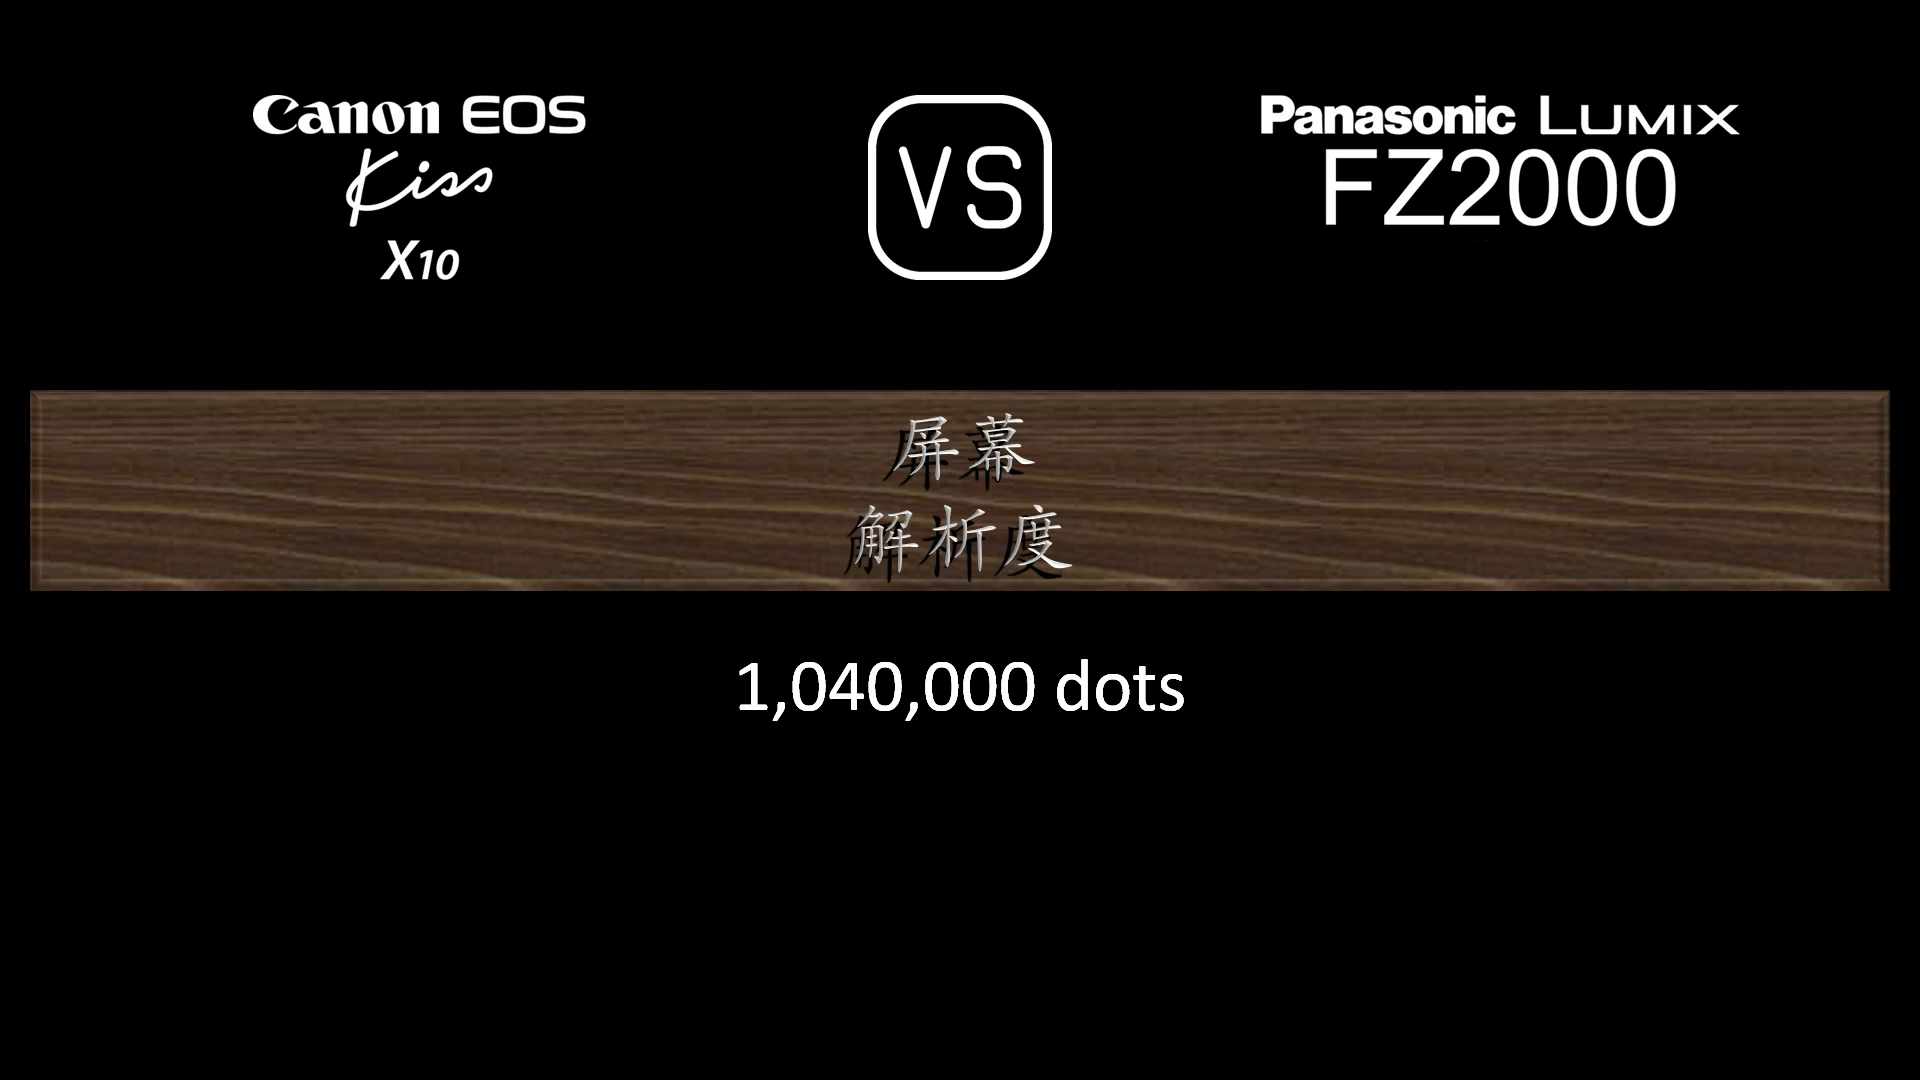 Canon EOS
Kiss
X10
VS
Panasonic LUMIX
FZ2000
屏幕
解析度
1,040,000 dots